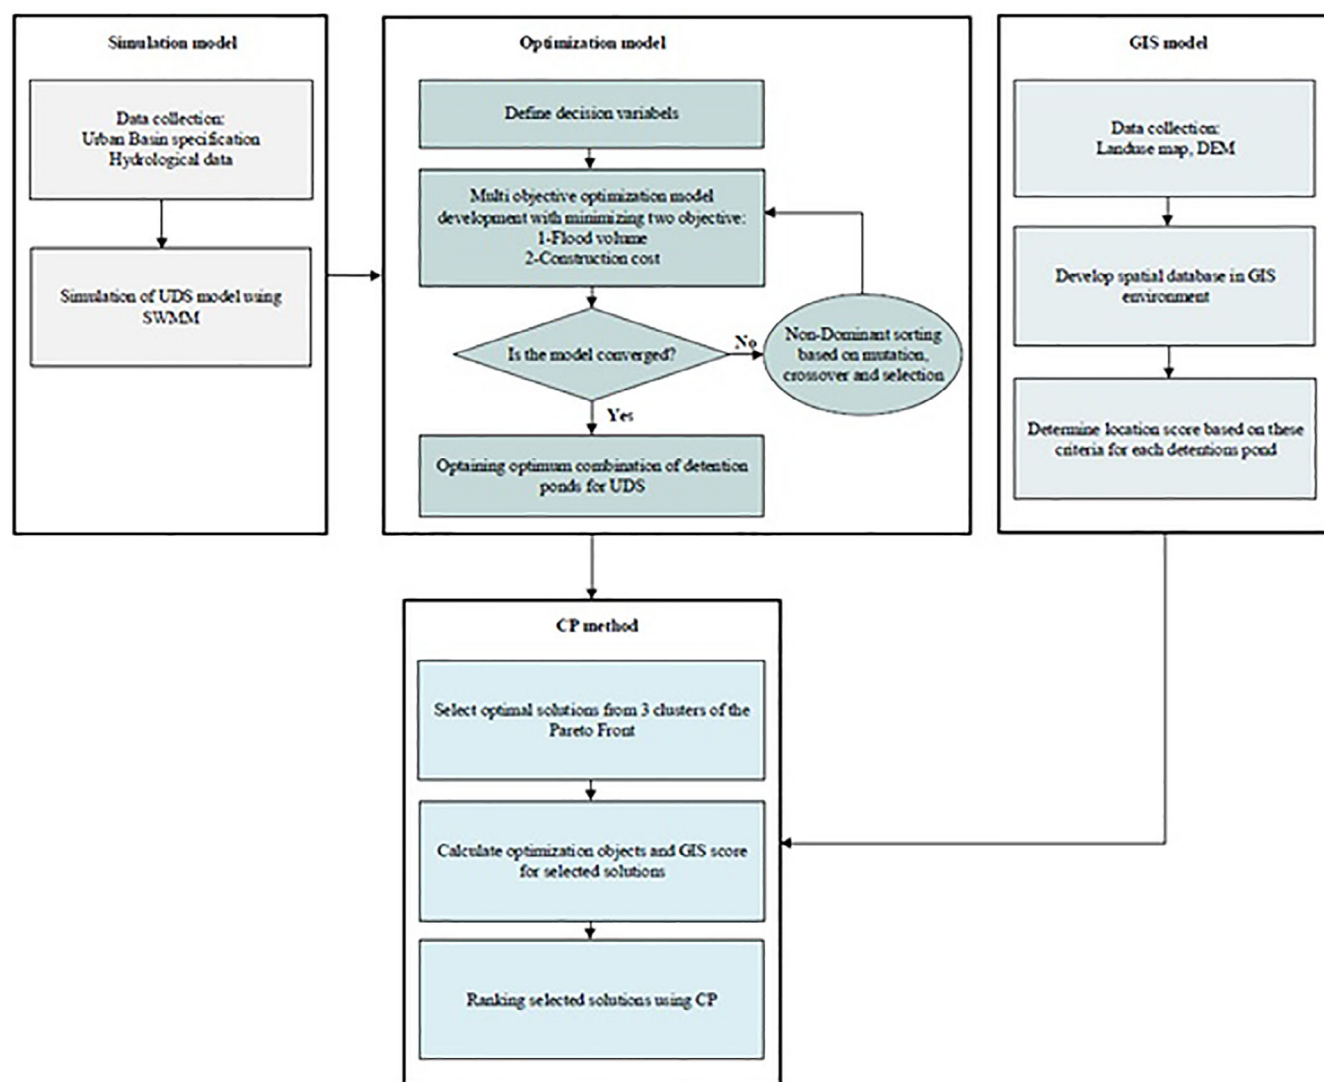 Simulation model
Data collection:
Urban Basin specification
Hydrological data
Simulation of UDS model using
SWMM
Optimization model
Define decision variabels
Multi objective optimization model
development with minimizing two objective:
1-Flood volume
2-Construction cost
Is the model converged?
No
Non-Dominant sorting
based on mutation,
crossover and selection
Yes
Optaining optimum combination of detention
ponds for UDS
GIS model
Data collection:
Landuse map, DEM
Develop spatial database in GIS
environment
Determine location score based on these
criteria for each detentions pond
CP method
Select optimal solutions from 3 clusters of the
Pareto Front
Calculate optimization objects and GIS score
for selected solutions
Ranking selected solutions using CP